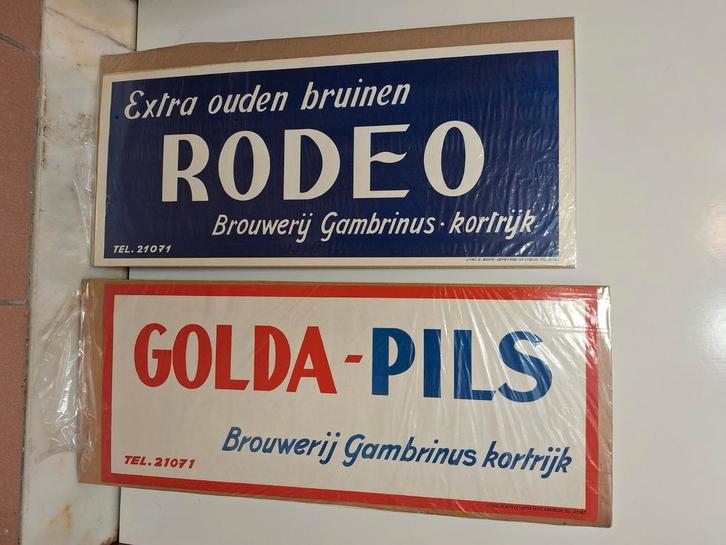 Extra ouden bruinen
RODEO
Brouwerij Gambrinus · kortrijk
TEL. 21071
GOLDA - PILS
Brouwerij Gambrinus kortrijk
TEL. 21071